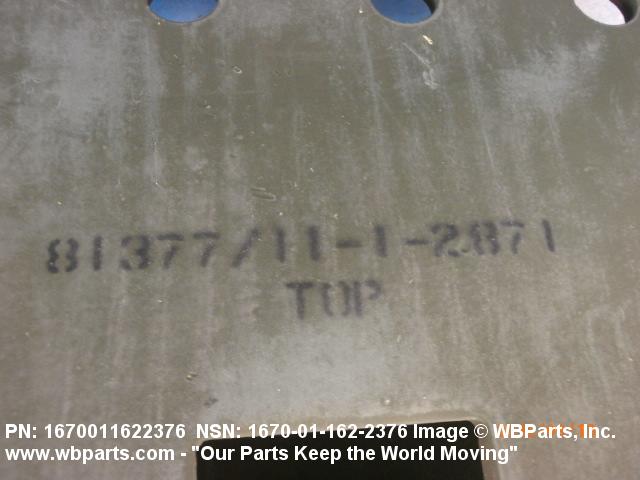 81377/11-1-2871
TOP
PN: 1670011622376 NSN: 1670-01-162-2376 Image © WBParts, Inc.
www.wbparts.com - "Our Parts Keep the World Moving"